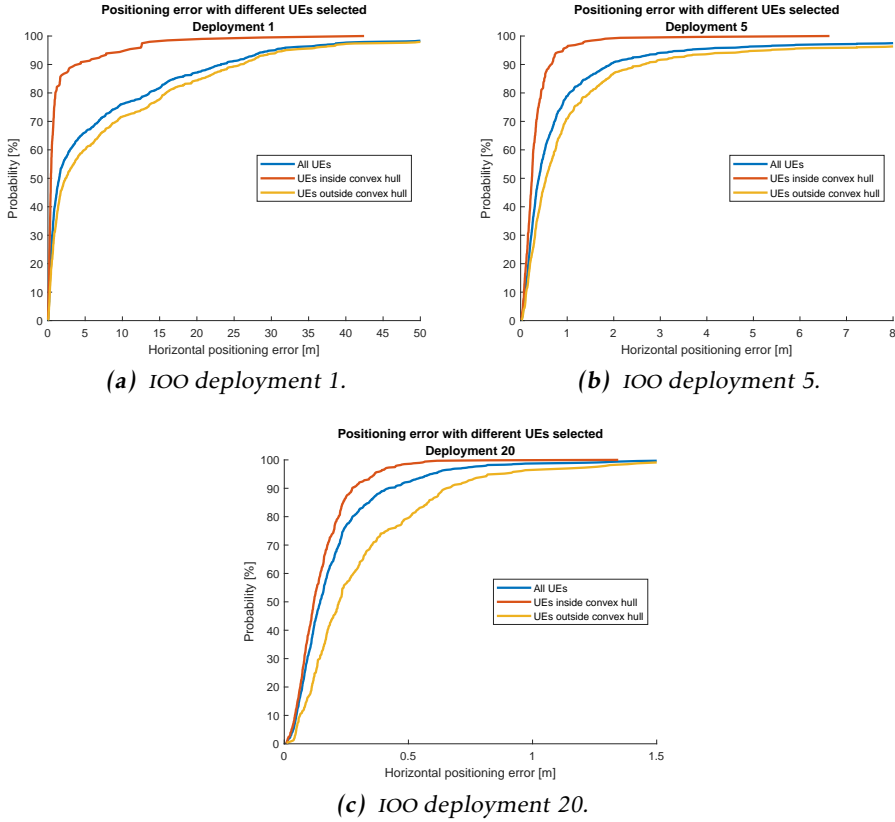 Positioning error with different UEs selected
Deployment 1
100
90
80
70
60
50
40
30
20
10
0
Probability [%]
All UEs
UEs inside convex hull
UEs outside convex hull
0 5 10 15 20 25 30 35 40 45 50
Horizontal positioning error [m]
(a) IOO deployment 1.
Positioning error with different UEs selected
Deployment 5
100
90
80
70
60
50
40
30
20
10
0
Probability [%]
All UEs
UEs inside convex hull
UEs outside convex hull
0 1 2 3 4 5 6 7 8
Horizontal positioning error [m]
(b) IOO deployment 5.
Positioning error with different UEs selected
Deployment 20
100
90
80
70
60
50
40
30
20
10
0
Probability [%]
All UEs
UEs inside convex hull
UEs outside convex hull
0 0.5 1 1.5
Horizontal positioning error [m]
(c) IOO deployment 20.